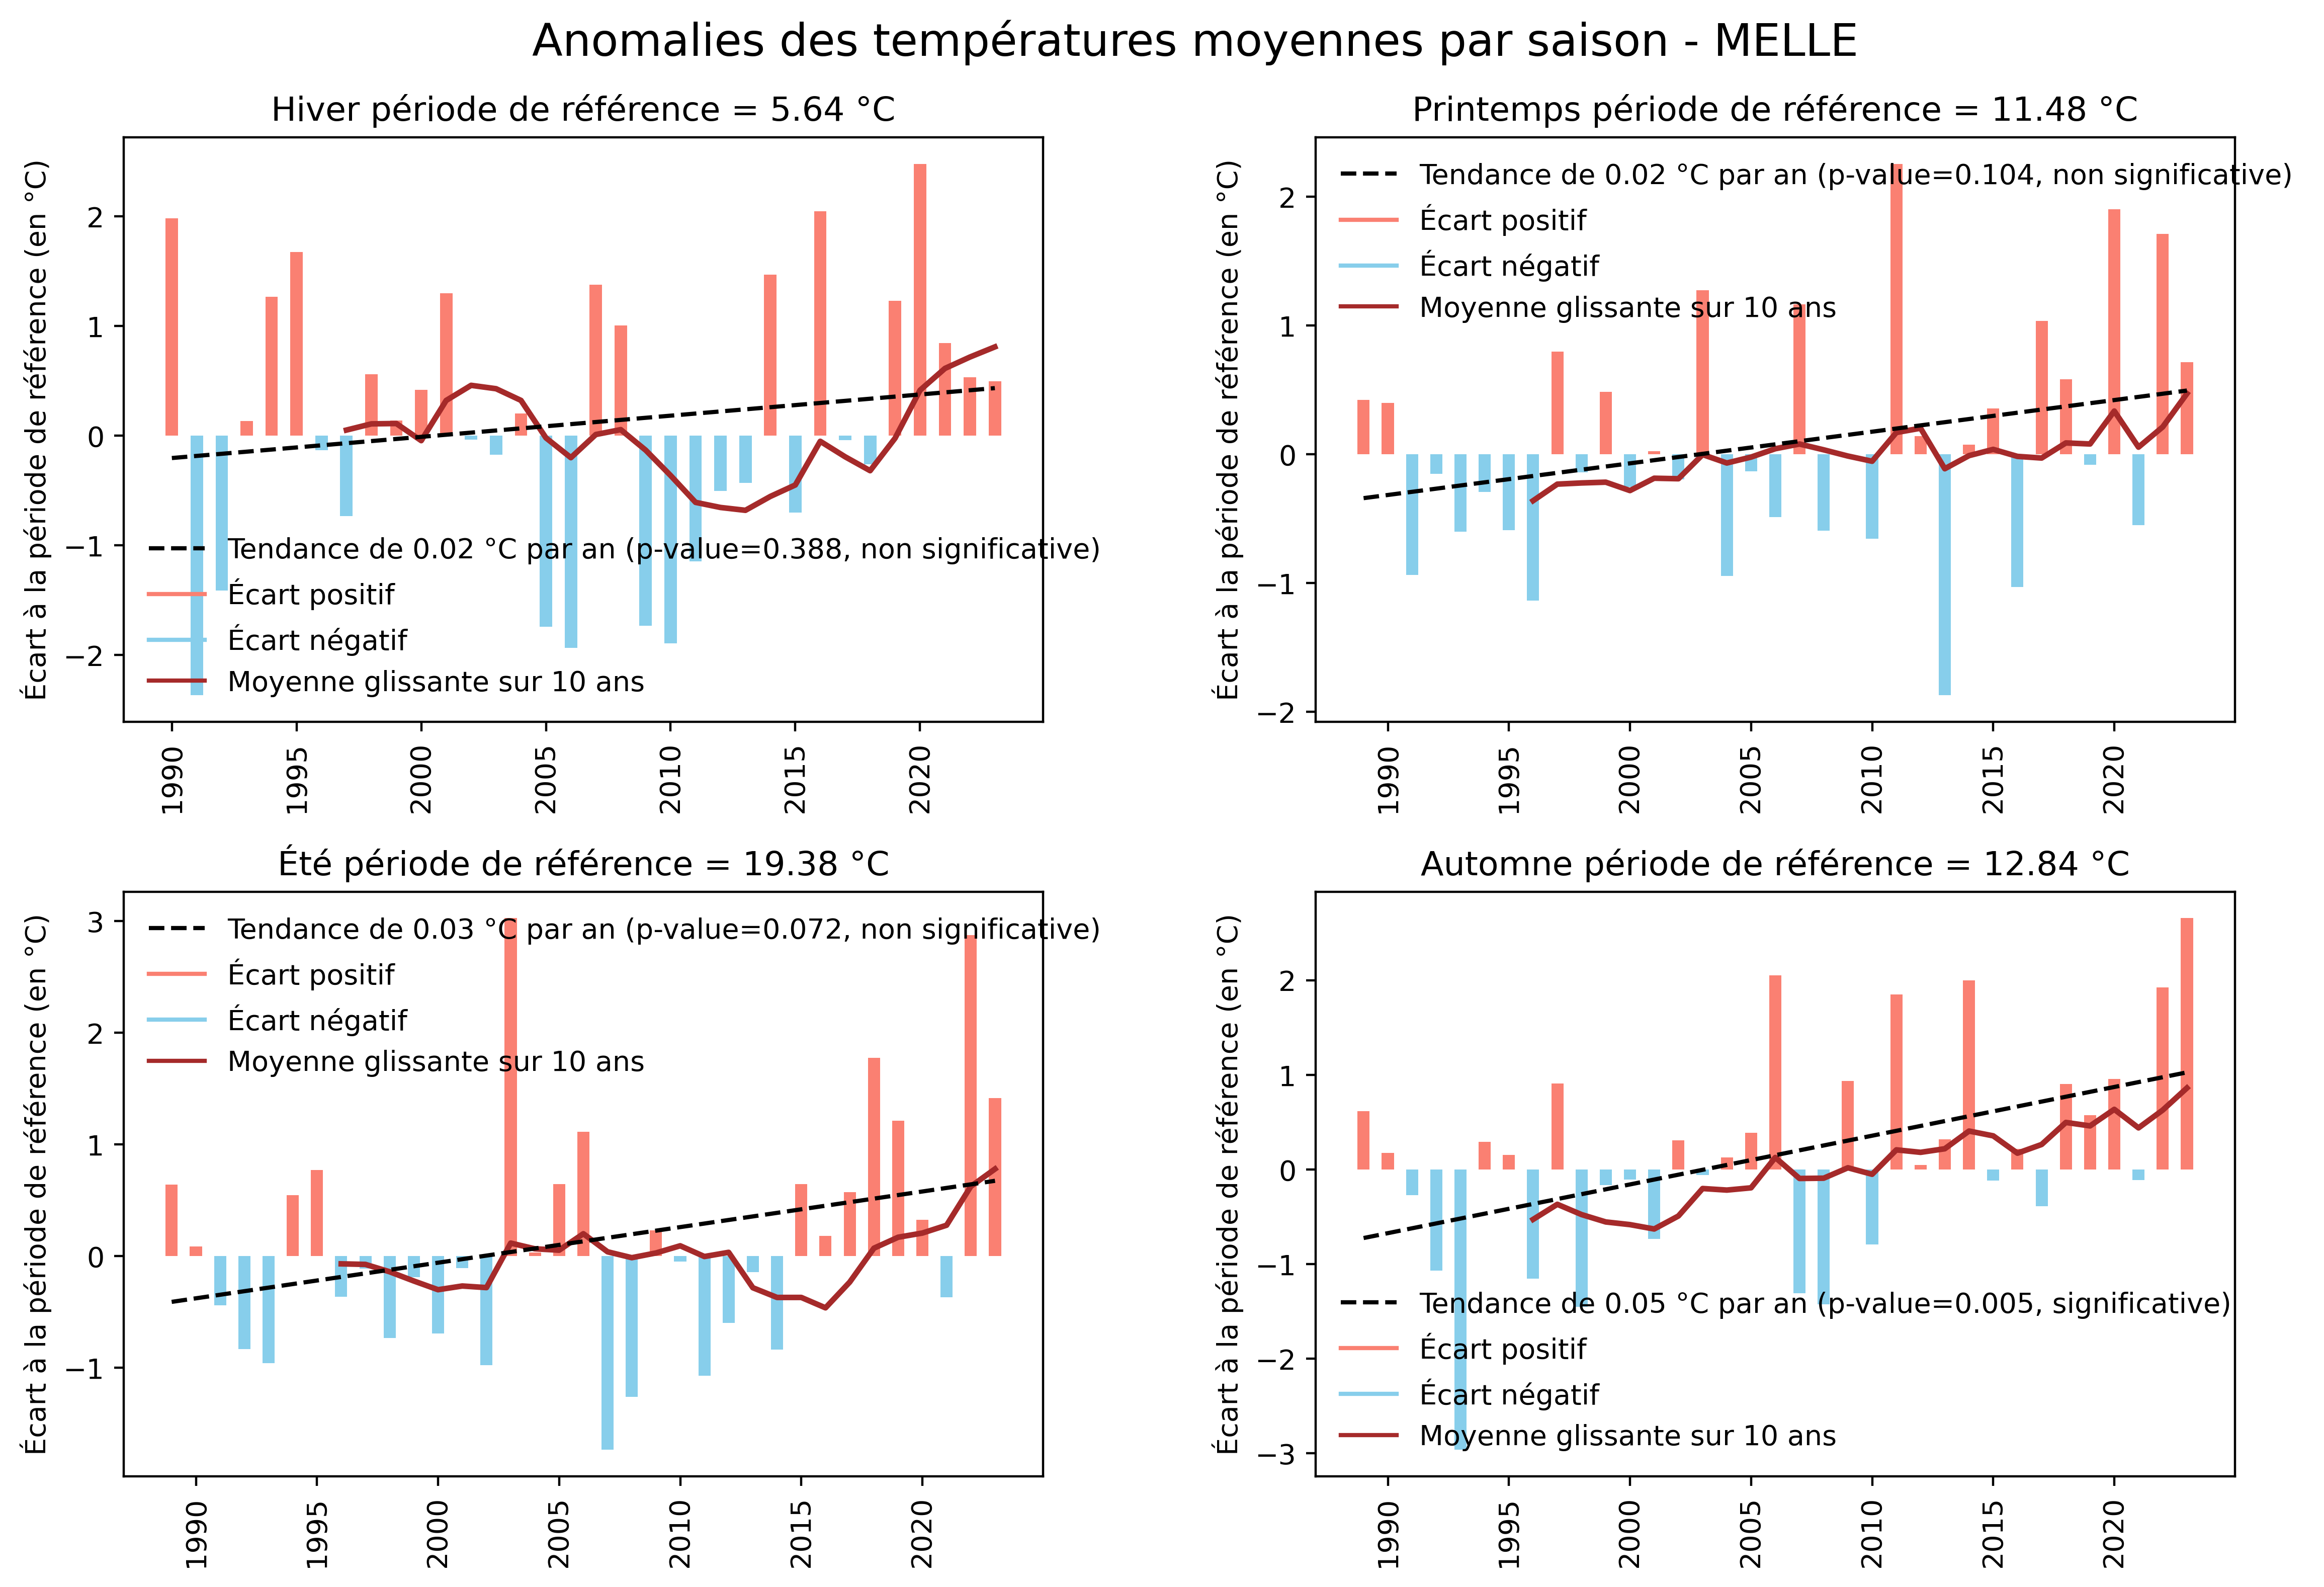 Anomalies des températures moyennes par saison - MELLE
Hiver période de référence = 5.64 °C
Écart à la période de référence (en °C)
2
1
0
−1
−2
Tendance de 0.02 °C par an (p-value=0.388, non significative)
Écart positif
Écart négatif
Moyenne glissante sur 10 ans
1990
1995
2000
2005
2010
2015
2020
Printemps période de référence = 11.48 °C
Écart à la période de référence (en °C)
2
1
0
−1
−2
Tendance de 0.02 °C par an (p-value=0.104, non significative)
Écart positif
Écart négatif
Moyenne glissante sur 10 ans
1990
1995
2000
2005
2010
2015
2020
Été période de référence = 19.38 °C
Écart à la période de référence (en °C)
3
2
1
0
−1
Tendance de 0.03 °C par an (p-value=0.072, non significative)
Écart positif
Écart négatif
Moyenne glissante sur 10 ans
1990
1995
2000
2005
2010
2015
2020
Automne période de référence = 12.84 °C
Écart à la période de référence (en °C)
2
1
0
−1
−2
−3
Tendance de 0.05 °C par an (p-value=0.005, significative)
Écart positif
Écart négatif
Moyenne glissante sur 10 ans
1990
1995
2000
2005
2010
2015
2020